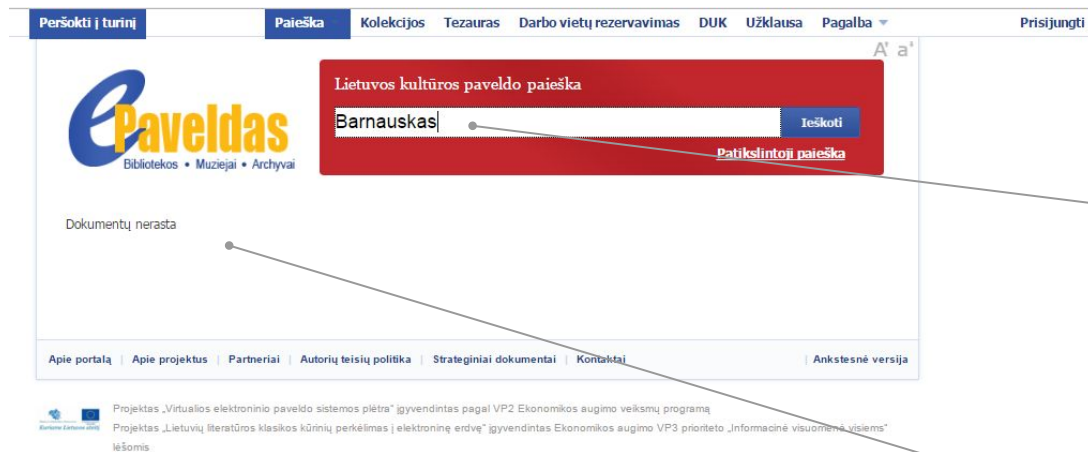 Peršokti į turinį Paieška Kolekcijos Tezauras Darbo vietų rezervavimas DUK Užklausa Pagalba Prisijungti
A⁺ a⁺
ePaveldas
Bibliotekos • Muziejai • Archyvai
Lietuvos kultūros paveldo paieška
Barnauskas Ieškoti
Patikslintoji paieška
Dokumentų nerasta
Apie portalą | Apie projektus | Partneriai | Autorių teisių politika | Strateginiai dokumentai | Kontaktai | Ankstesnė versija
Projektas „Virtualios elektroninio paveldo sistemos plėtra“ įgyvendintas pagal VP2 Ekonomikos augimo veiksmų programą
Projektas „Lietuvių literatūros klasikos kūrinių perkėlimas į elektroninę erdvę“ įgyvendintas Ekonomikos augimo VP3 prioriteto „Informacinė visuomenė visiems“
lėšomis